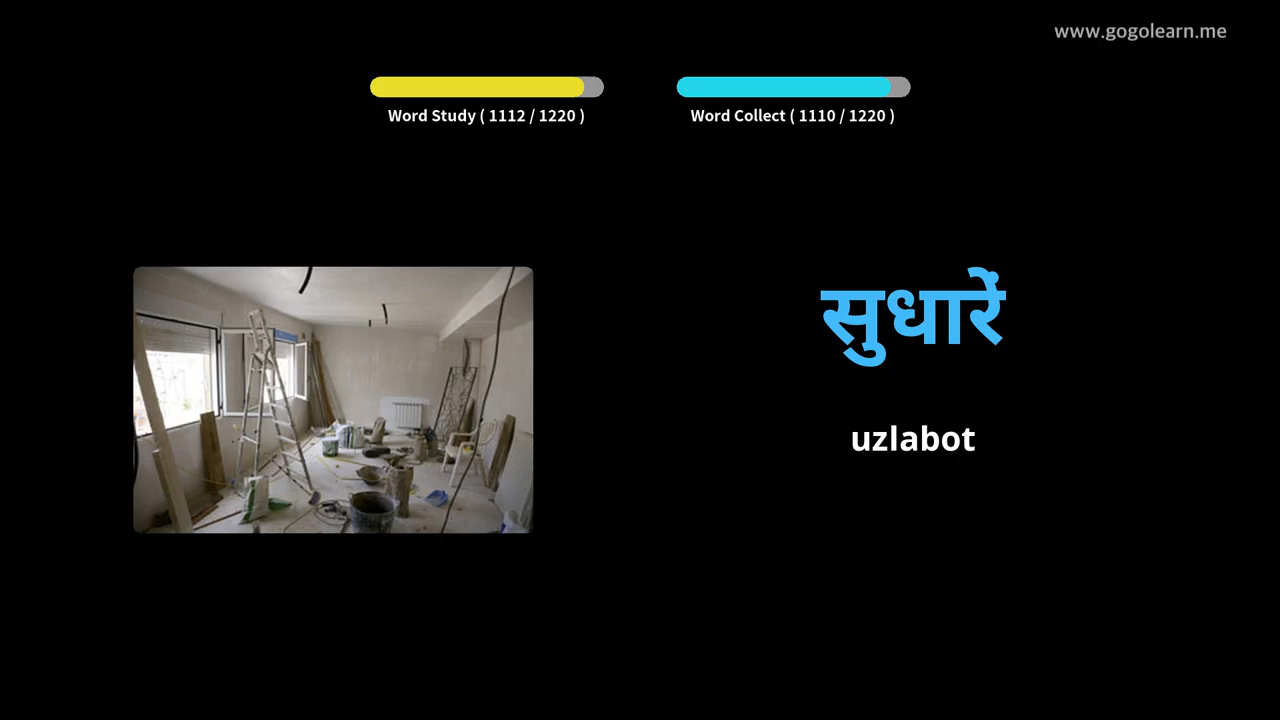 www.gogolearn.me
Word Study ( 1112 / 1220 )
Word Collect ( 1110 / 1220 )
सुधारें
uzlabot